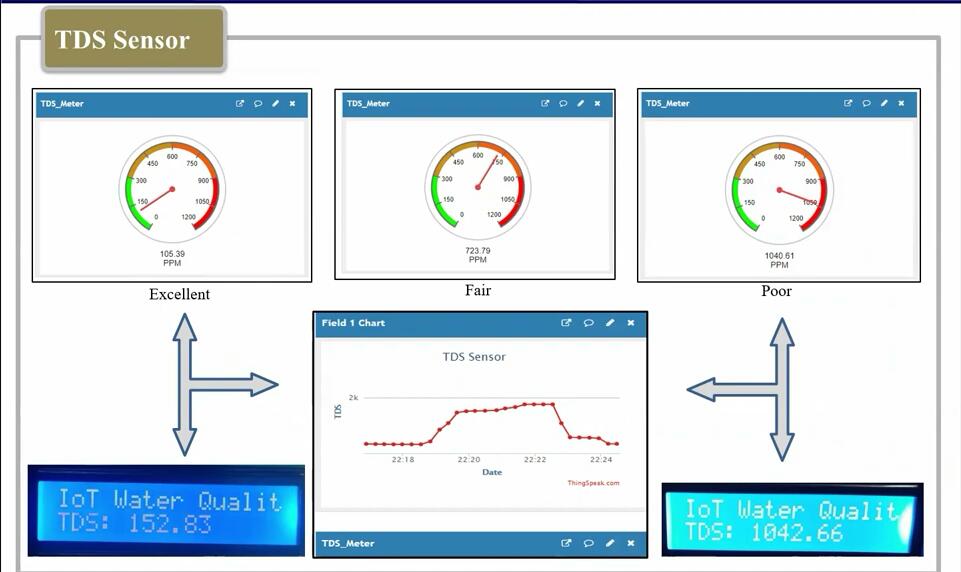 TDS Sensor
TDS_Meter
600
450
750
300
900
150
1050
0
1200
105.39
PPM
Excellent
TDS_Meter
600
450
750
300
900
150
1050
0
1200
723.79
PPM
Fair
TDS_Meter
600
450
750
300
900
150
1050
0
1200
1040.61
PPM
Poor
Field 1 Chart
TDS Sensor
2k
TDS
22:18
22:20
22:22
22:24
Date
ThingSpeak.com
TDS_Meter
IoT Water Qualit
TDS: 152.83
IoT Water Qualit
TDS: 1042.66